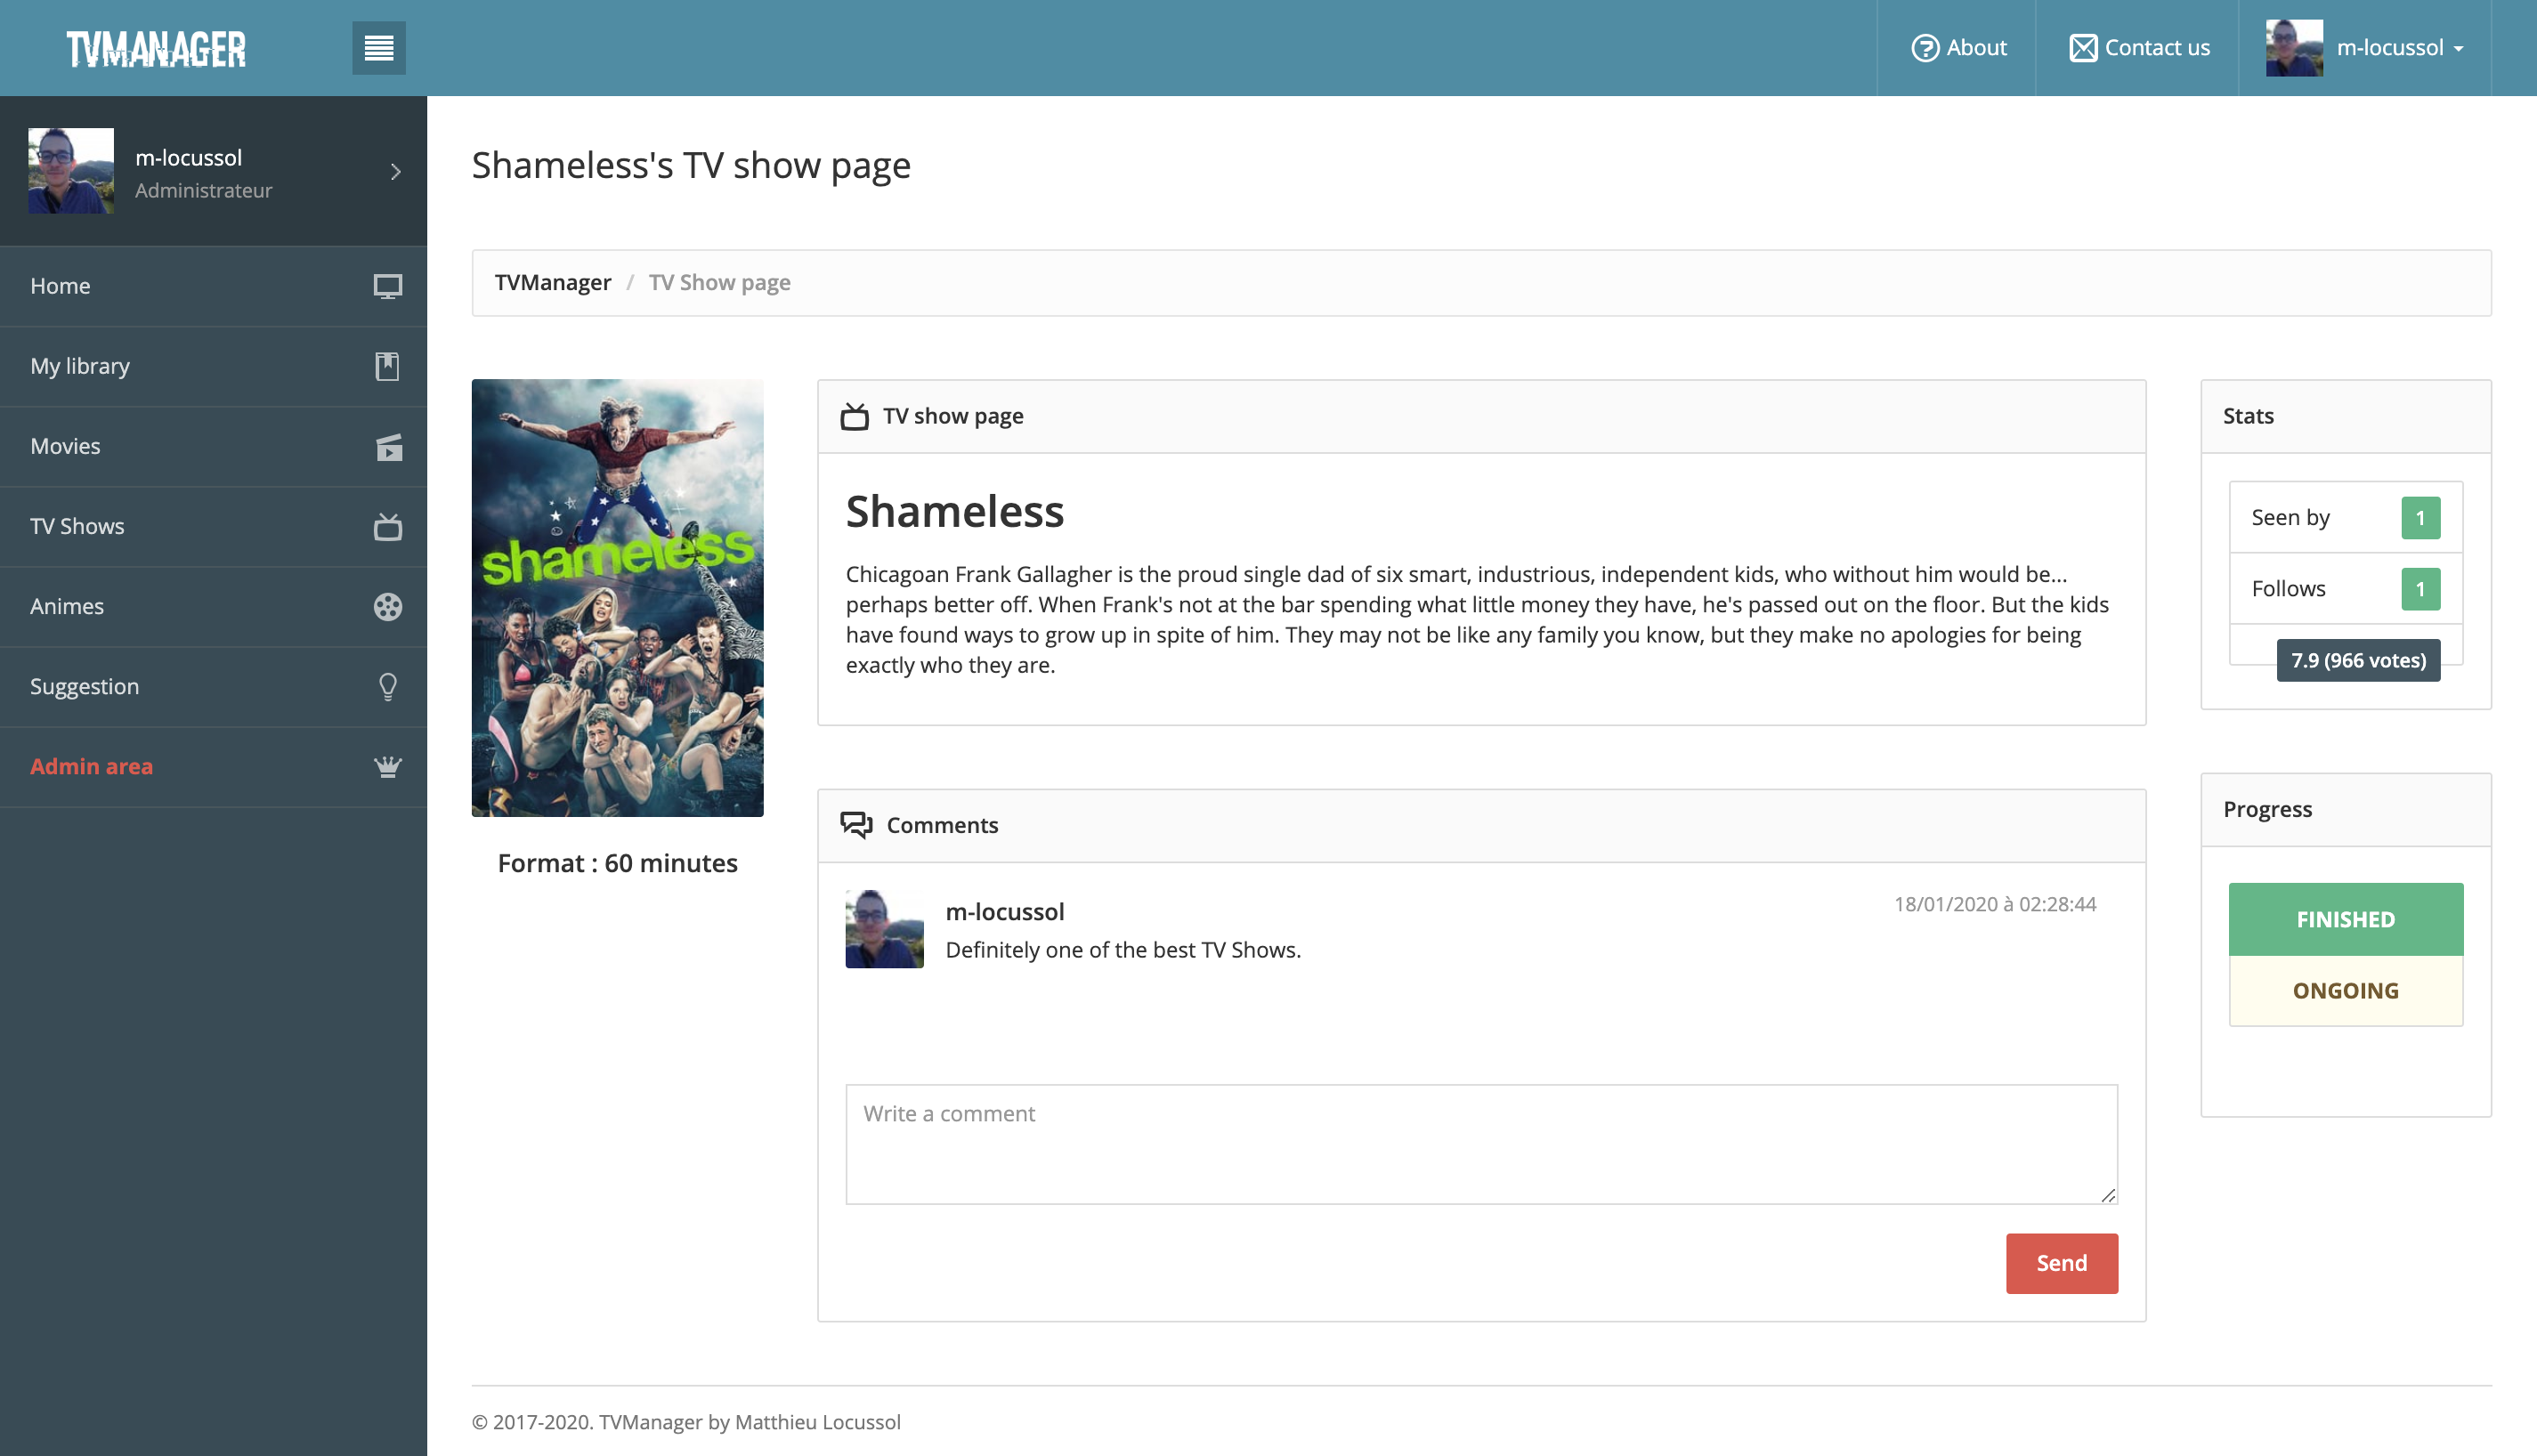 TVMANAGER
About
Contact us
m-locussol
m-locussol
Administrateur
Home
My library
Movies
TV Shows
Animes
Suggestion
Admin area
Shameless's TV show page
TVManager / TV Show page
shameless
Format : 60 minutes
TV show page
Shameless
Chicagoan Frank Gallagher is the proud single dad of six smart, industrious, independent kids, who without him would be...
perhaps better off. When Frank's not at the bar spending what little money they have, he's passed out on the floor. But the kids
have found ways to grow up in spite of him. They may not be like any family you know, but they make no apologies for being
exactly who they are.
Comments
m-locussol
18/01/2020 à 02:28:44
Definitely one of the best TV Shows.
Write a comment
Send
Stats
Seen by 1
Follows 1
7.9 (966 votes)
Progress
FINISHED
ONGOING
© 2017-2020. TVManager by Matthieu Locussol